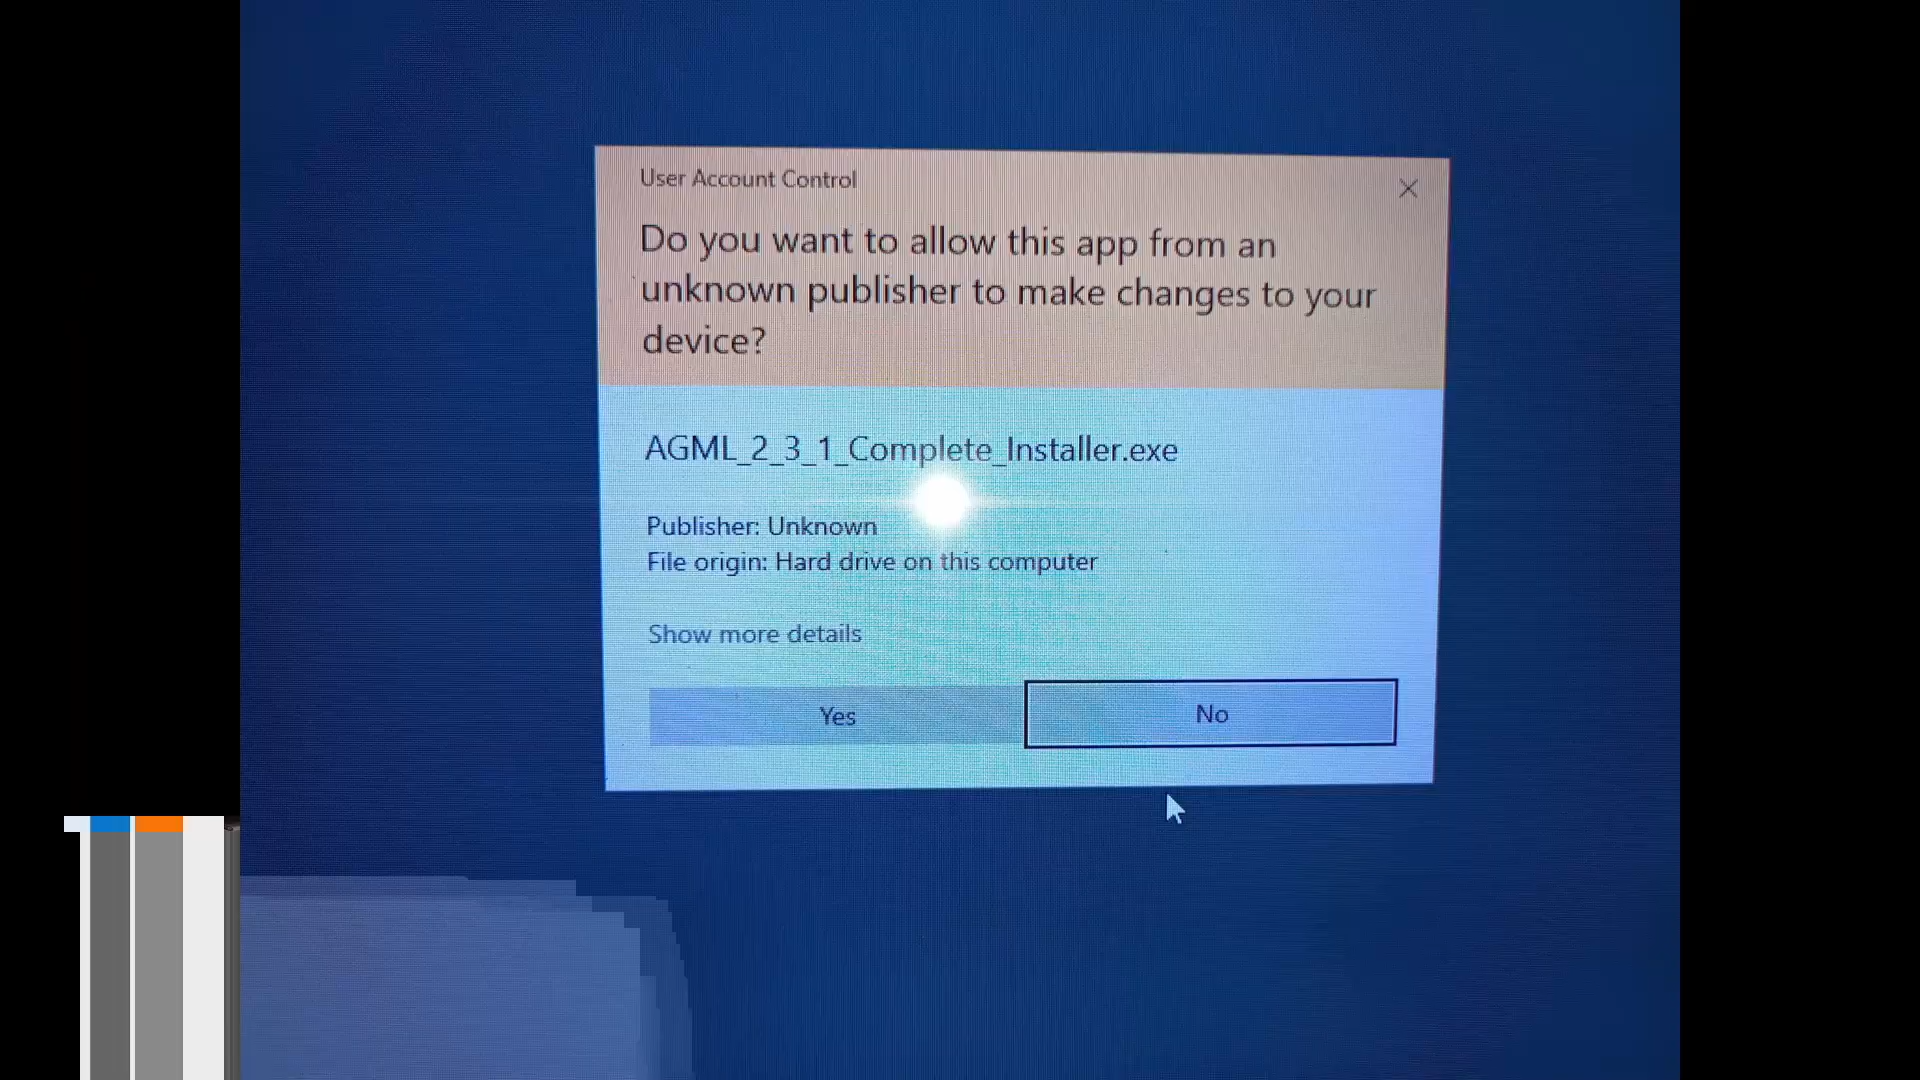 User Account Control
Do you want to allow this app from an
unknown publisher to make changes to your
device?
AGML_2_3_1_Complete_Installer.exe
Publisher: Unknown
File origin: Hard drive on this computer
Show more details
Yes
No